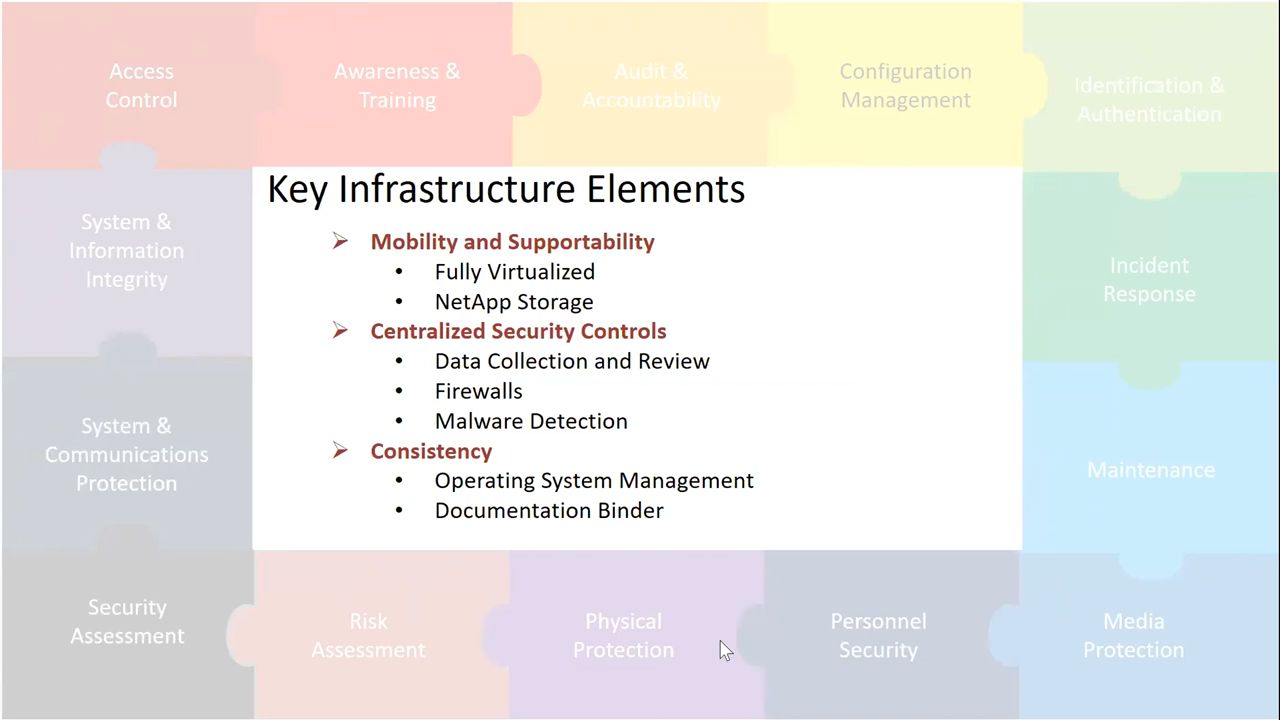 Access
Control
Awareness &
Training
Audit &
Accountability
Configuration
Management
Identification &
Authentication
System &
Information
Integrity
Key Infrastructure Elements
Mobility and Supportability
Fully Virtualized
NetApp Storage
Centralized Security Controls
Data Collection and Review
Firewalls
Malware Detection
Consistency
Operating System Management
Documentation Binder
Incident
Response
System &
Communications
Protection
Maintenance
Security
Assessment
Risk
Assessment
Physical
Protection
Personnel
Security
Media
Protection